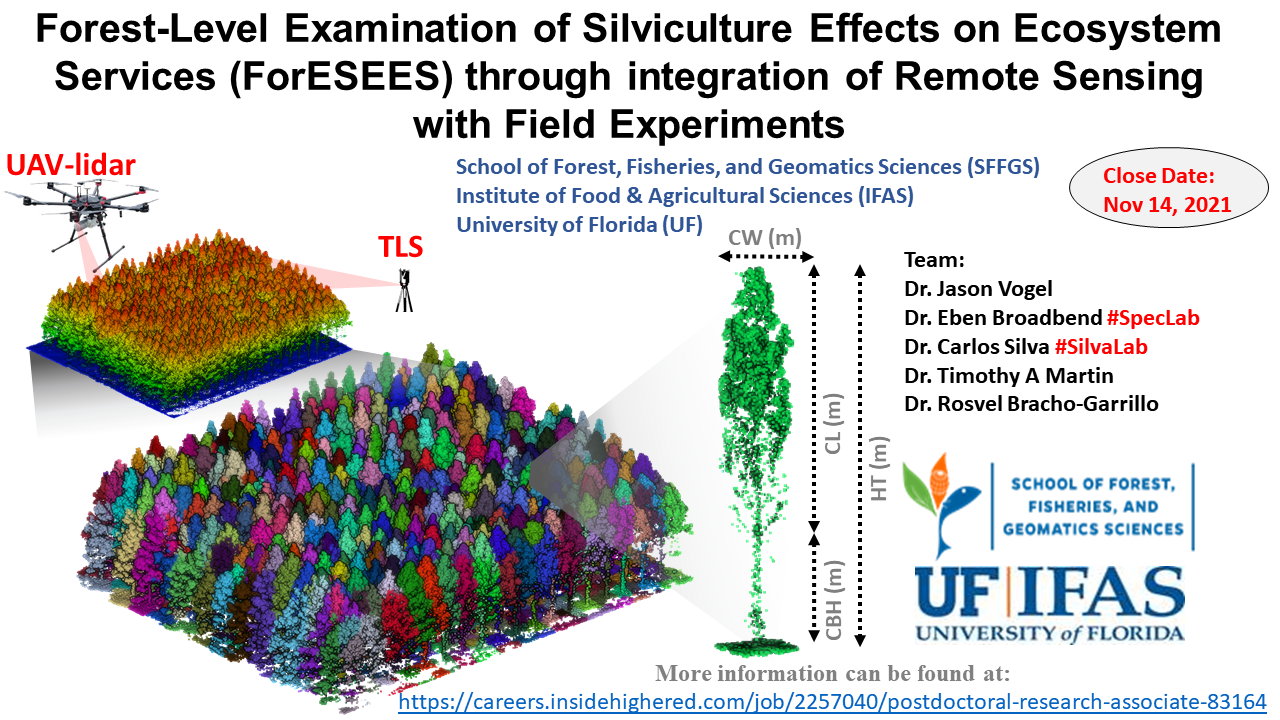 Forest-Level Examination of Silviculture Effects on Ecosystem
Services (ForESEES) through integration of Remote Sensing
with Field Experiments
UAV-lidar
TLS
School of Forest, Fisheries, and Geomatics Sciences (SFFGS)
Institute of Food & Agricultural Sciences (IFAS)
University of Florida (UF)
Close Date:
Nov 14, 2021
CW (m)
CL (m)
HT (m)
CBH (m)
Team:
Dr. Jason Vogel
Dr. Eben Broadbend #SpecLab
Dr. Carlos Silva #SilvaLab
Dr. Timothy A Martin
Dr. Rosvel Bracho-Garrillo
SCHOOL OF FOREST,
FISHERIES, AND
GEOMATICS SCIENCES
UF|IFAS
UNIVERSITY of FLORIDA
More information can be found at:
https://careers.insidehighered.com/job/2257040/postdoctoral-research-associate-83164